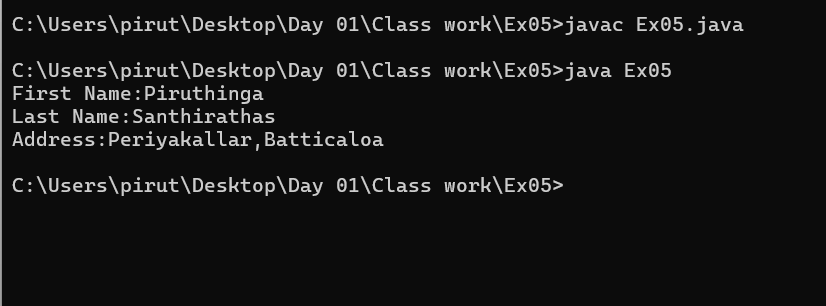 C:\Users\pirut\Desktop\Day 01\Class work\Ex05>javac Ex05.java
C:\Users\pirut\Desktop\Day 01\Class work\Ex05>java Ex05
First Name:Piruthinga
Last Name:Santhirathas
Address:Periyakallar,Batticaloa
C:\Users\pirut\Desktop\Day 01\Class work\Ex05>